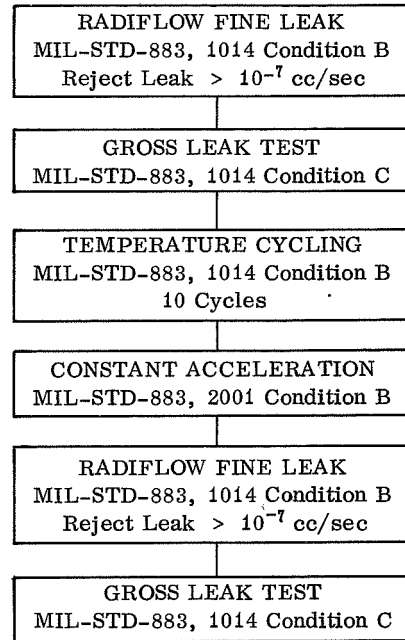 RADIFLOW FINE LEAK
MIL-STD-883, 1014 Condition B
Reject Leak > 10⁻⁷ cc/sec
GROSS LEAK TEST
MIL-STD-883, 1014 Condition C
TEMPERATURE CYCLING
MIL-STD-883, 1014 Condition B
10 Cycles
CONSTANT ACCELERATION
MIL-STD-883, 2001 Condition B
RADIFLOW FINE LEAK
MIL-STD-883, 1014 Condition B
Reject Leak > 10⁻⁷ cc/sec
GROSS LEAK TEST
MIL-STD-883, 1014 Condition C